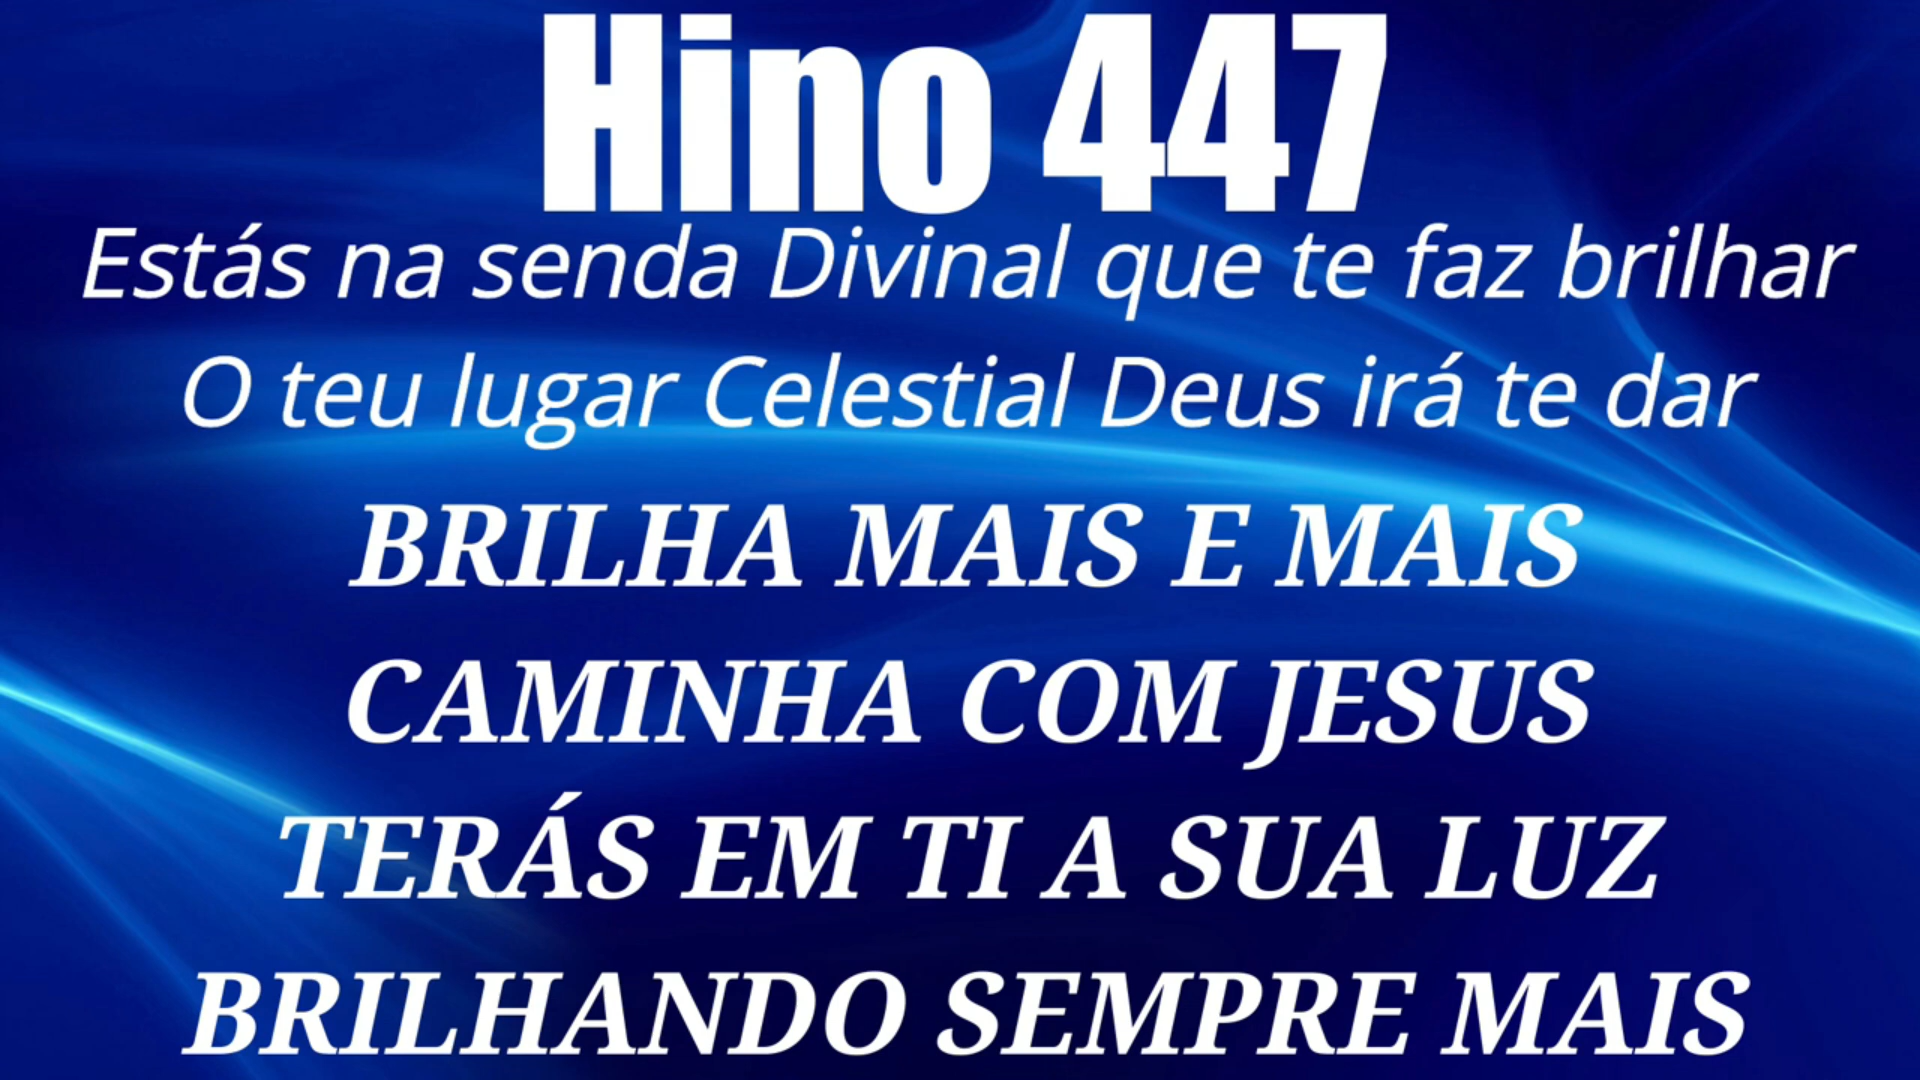 Hino 447
Estás na senda Divinal que te faz brilhar
O teu lugar Celestial Deus irá te dar
BRILHA MAIS E MAIS
CAMINHA COM JESUS
TERÁS EM TI A SUA LUZ
BRILHANDO SEMPRE MAIS